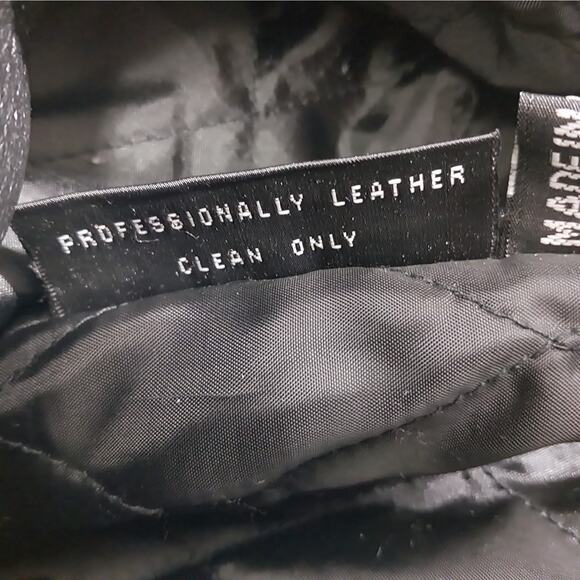 PROFESSIONALLY LEATHER
CLEAN ONLY
MADE IN